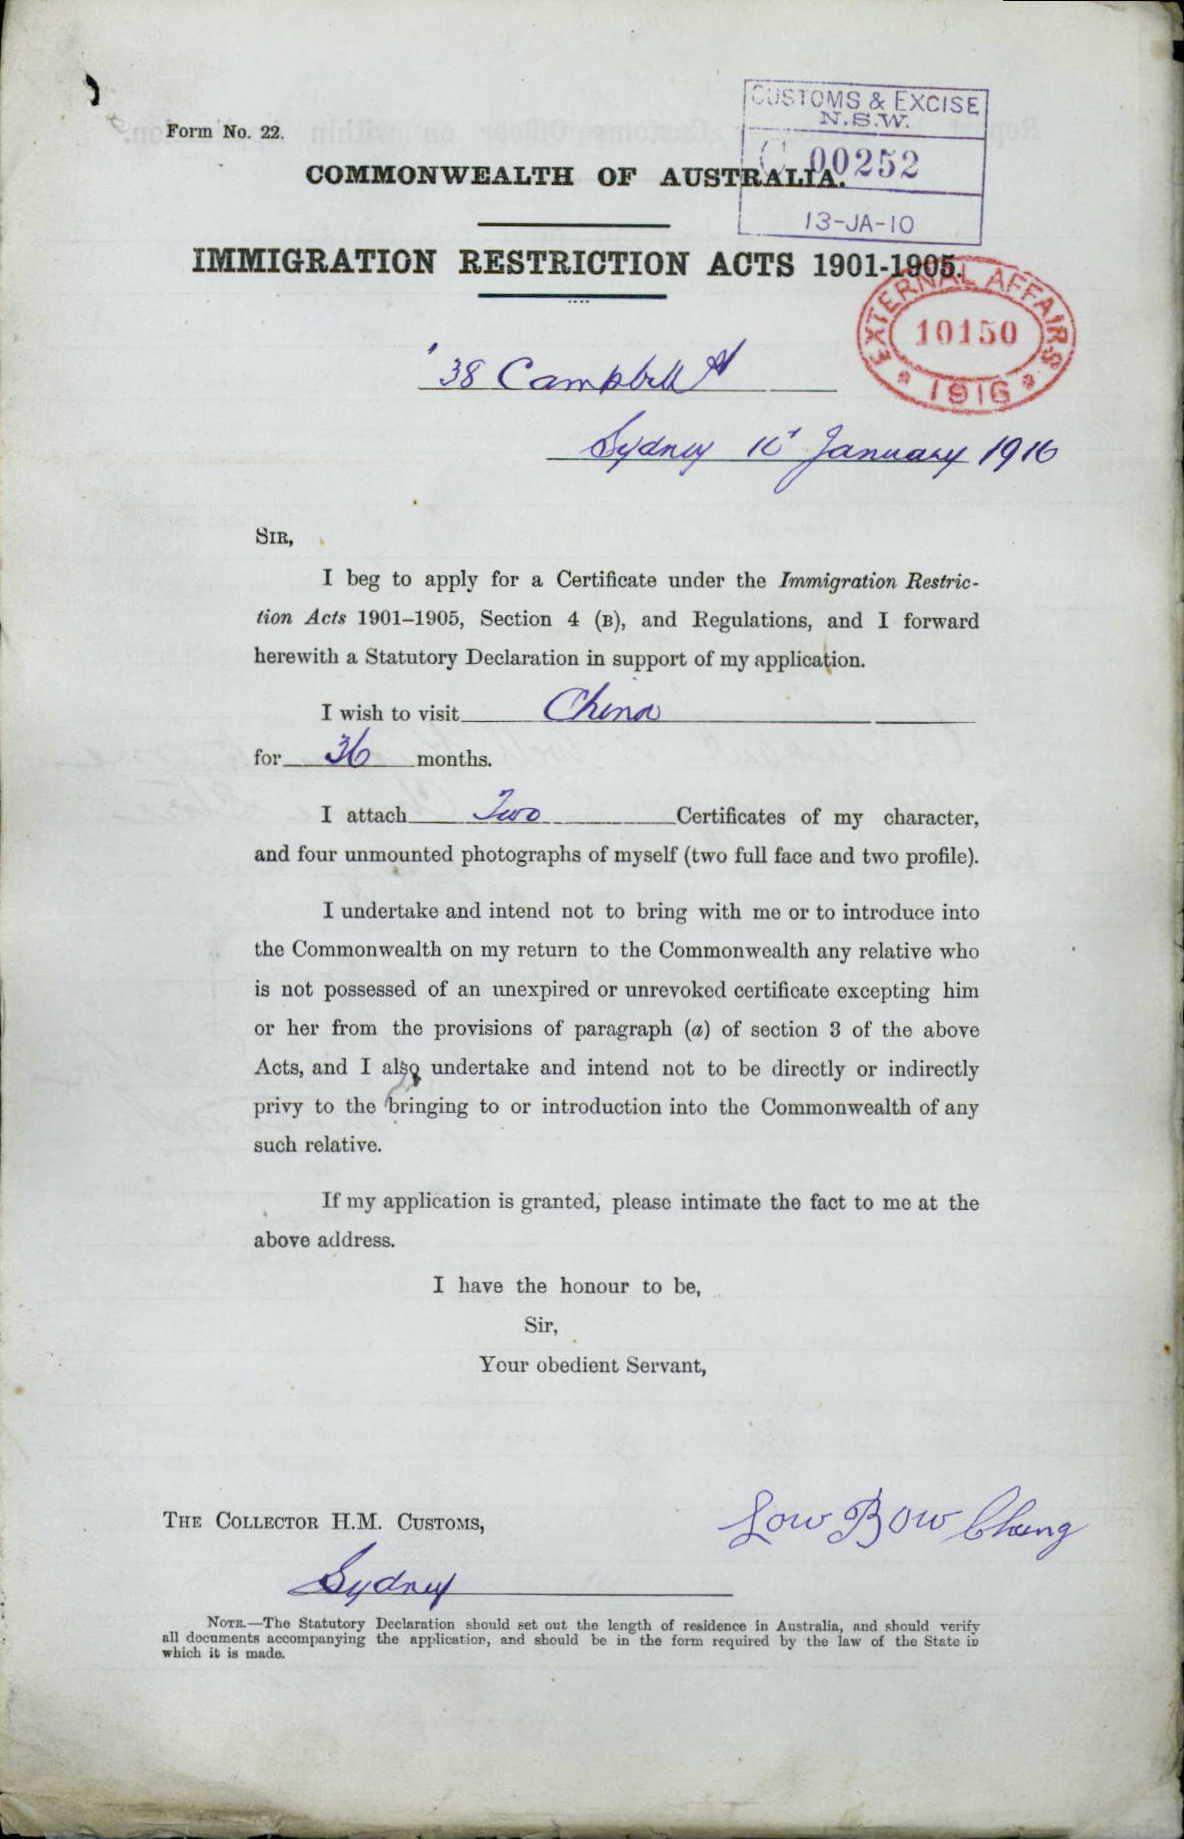 CUSTOMS & EXCISE
N.S.W.
C 00252
13-JA-10
Form No. 22.
COMMONWEALTH OF AUSTRALIA.
IMMIGRATION RESTRICTION ACTS 1901-1905.
EXTERNAL AFFAIRS
10150
* 1916 *
38 Campbell St
Sydney January 1910
SIR,
I beg to apply for a Certificate under the Immigration Restric-
tion Acts 1901–1905, Section 4 (B), and Regulations, and I forward
herewith a Statutory Declaration in support of my application.
I wish to visit China
for 36 months.
I attach Two Certificates of my character,
and four unmounted photographs of myself (two full face and two profile).
I undertake and intend not to bring with me or to introduce into
the Commonwealth on my return to the Commonwealth any relative who
is not possessed of an unexpired or unrevoked certificate excepting him
or her from the provisions of paragraph (a) of section 3 of the above
Acts, and I also undertake and intend not to be directly or indirectly
privy to the bringing to or introduction into the Commonwealth of any
such relative.
If my application is granted, please intimate the fact to me at the
above address.
I have the honour to be,
Sir,
Your obedient Servant,
THE COLLECTOR H.M. CUSTOMS,
Low Bow Chung
Sydney
NOTE.—The Statutory Declaration should set out the length of residence in Australia, and should verify
all documents accompanying the application, and should be in the form required by the law of the State in
which it is made.